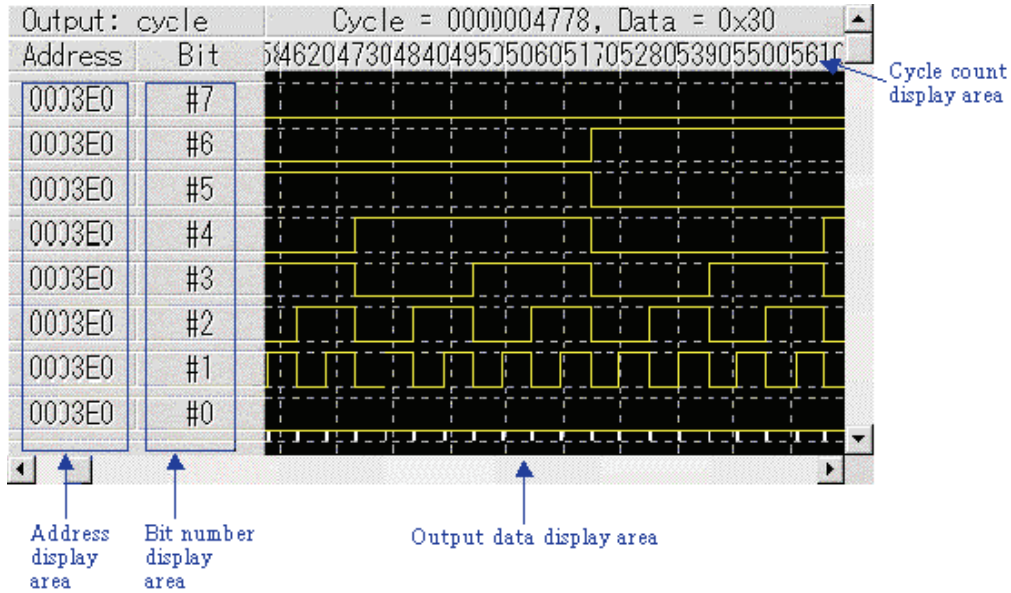 Output: cycle Cycle = 0000004778, Data = 0x30
Address Bit 584620473048404950506051705280539055005610
Cycle count
display area
0003E0 #7
0003E0 #6
0003E0 #5
0003E0 #4
0003E0 #3
0003E0 #2
0003E0 #1
0003E0 #0
Address
display
area
Bit number
display
area
Output data display area